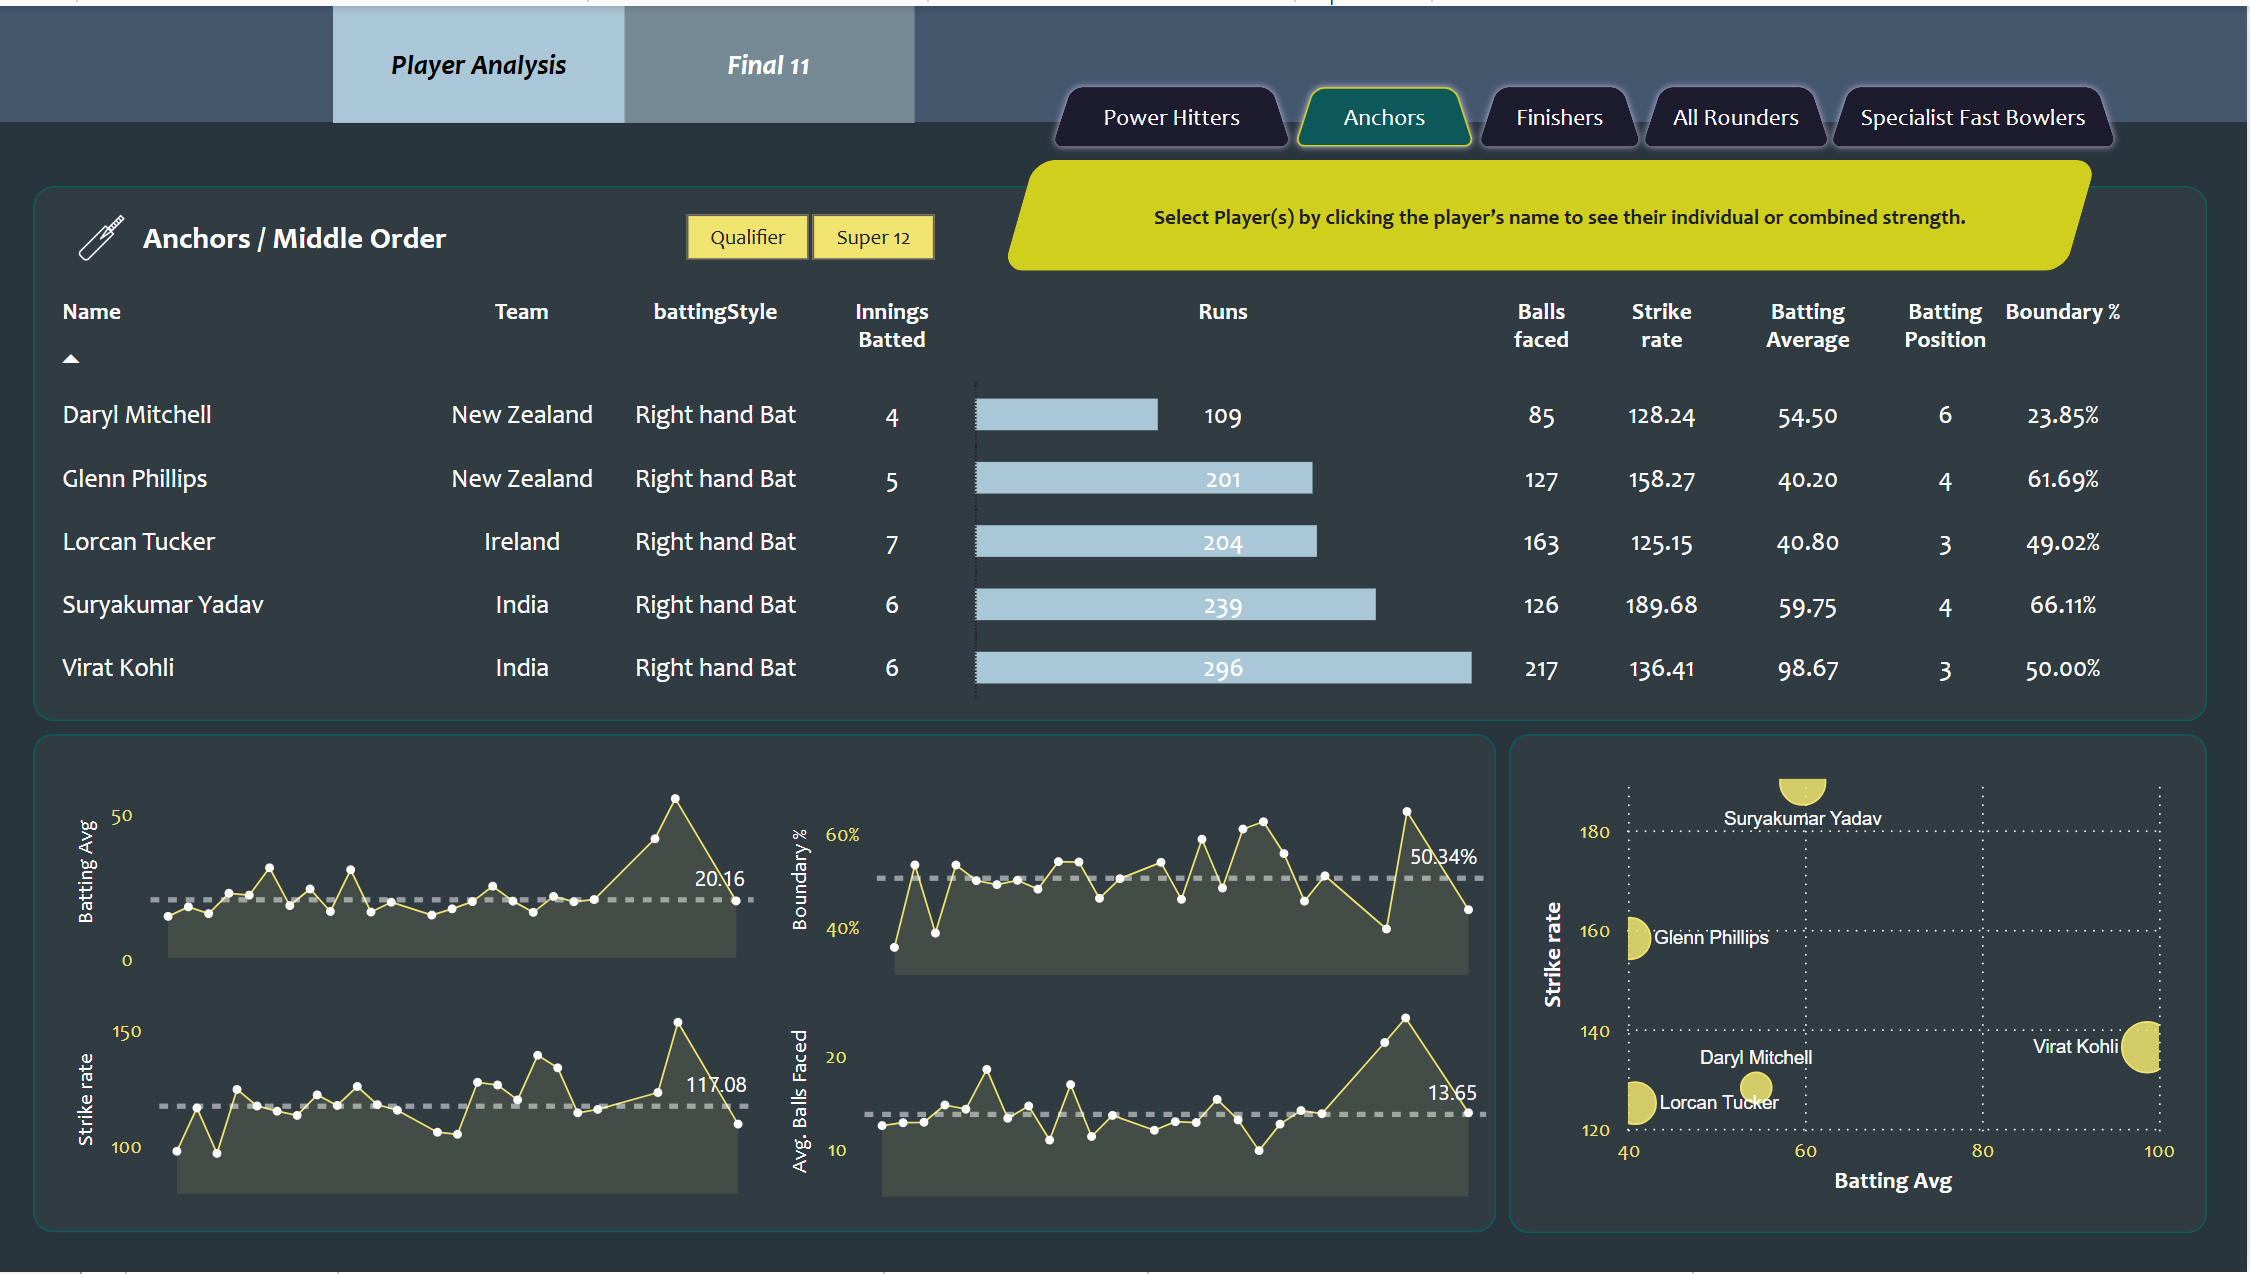 Player Analysis
Final 11
Power Hitters
Anchors
Finishers
All Rounders
Specialist Fast Bowlers
Select Player(s) by clicking the player's name to see their individual or combined strength.
Anchors / Middle Order
Qualifier
Super 12
Name Team battingStyle Innings Batted Runs Balls faced Strike rate Batting Average Batting Position Boundary %
Daryl Mitchell New Zealand Right hand Bat 4 109 85 128.24 54.50 6 23.85%
Glenn Phillips New Zealand Right hand Bat 5 201 127 158.27 40.20 4 61.69%
Lorcan Tucker Ireland Right hand Bat 7 204 163 125.15 40.80 3 49.02%
Suryakumar Yadav India Right hand Bat 6 239 126 189.68 59.75 4 66.11%
Virat Kohli India Right hand Bat 6 296 217 136.41 98.67 3 50.00%
Batting Avg
50
0
20.16
Boundary %
60%
40%
50.34%
Strike rate
150
100
117.08
Avg. Balls Faced
20
10
13.65
Strike rate
180
160
140
120
Suryakumar Yadav
Glenn Phillips
Virat Kohli
Daryl Mitchell
Lorcan Tucker
40 60 80 100
Batting Avg